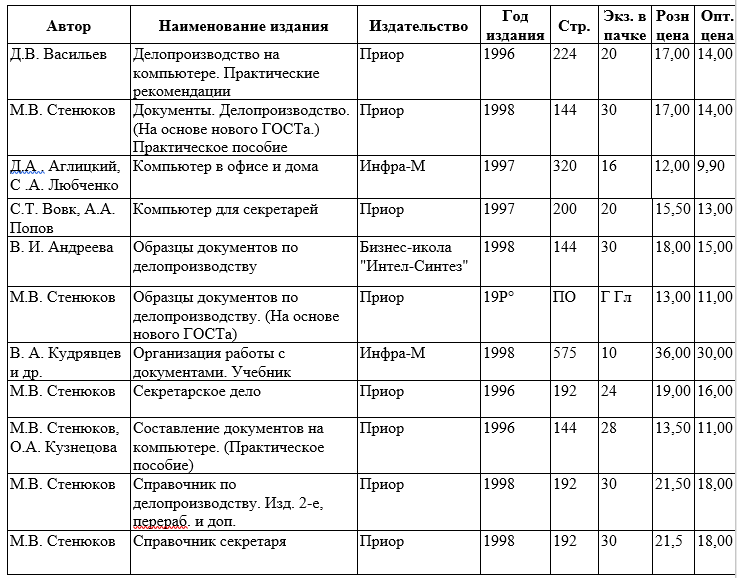 Автор Наименование издания Издательство Год издания Стр. Экз. в пачке Розн цена Опт. цена
Д.В. Васильев Делопроизводство на Приор 1996 224 20 17,00 14,00
компьютере. Практические
рекомендации
М.В. Стенюков Документы. Делопроизводство. Приор 1998 144 30 17,00 14,00
(На основе нового ГОСТа.)
Практическое пособие
Д.А.. Аглицкий, Компьютер в офисе и дома Инфра-М 1997 320 16 12,00 9,90
С .А. Любченко
С.Т. Вовк, А.А. Компьютер для секретарей Приор 1997 200 20 15,50 13,00
Попов
В. И. Андреева Образцы документов по Бизнес-икола 1998 144 30 18,00 15,00
делопроизводству "Интел-Синтез"
М.В. Стенюков Образцы документов по Приор 19Р° ПО Г Гл 13,00 11,00
делопроизводству. (На основе
нового ГОСТа)
В. А. Кудрявцев Организация работы с Инфра-М 1998 575 10 36,00 30,00
и др. документами. Учебник
М.В. Стенюков Секретарское дело Приор 1996 192 24 19,00 16,00
М.В. Стенюков, Составление документов на Приор 1996 144 28 13,50 11,00
О.А. Кузнецова компьютере. (Практическое
пособие)
М.В. Стенюков Справочник по Приор 1998 192 30 21,50 18,00
делопроизводству. Изд. 2-е,
перераб. и доп.
М.В. Стенюков Справочник секретаря Приор 1998 192 30 21,5 18,00